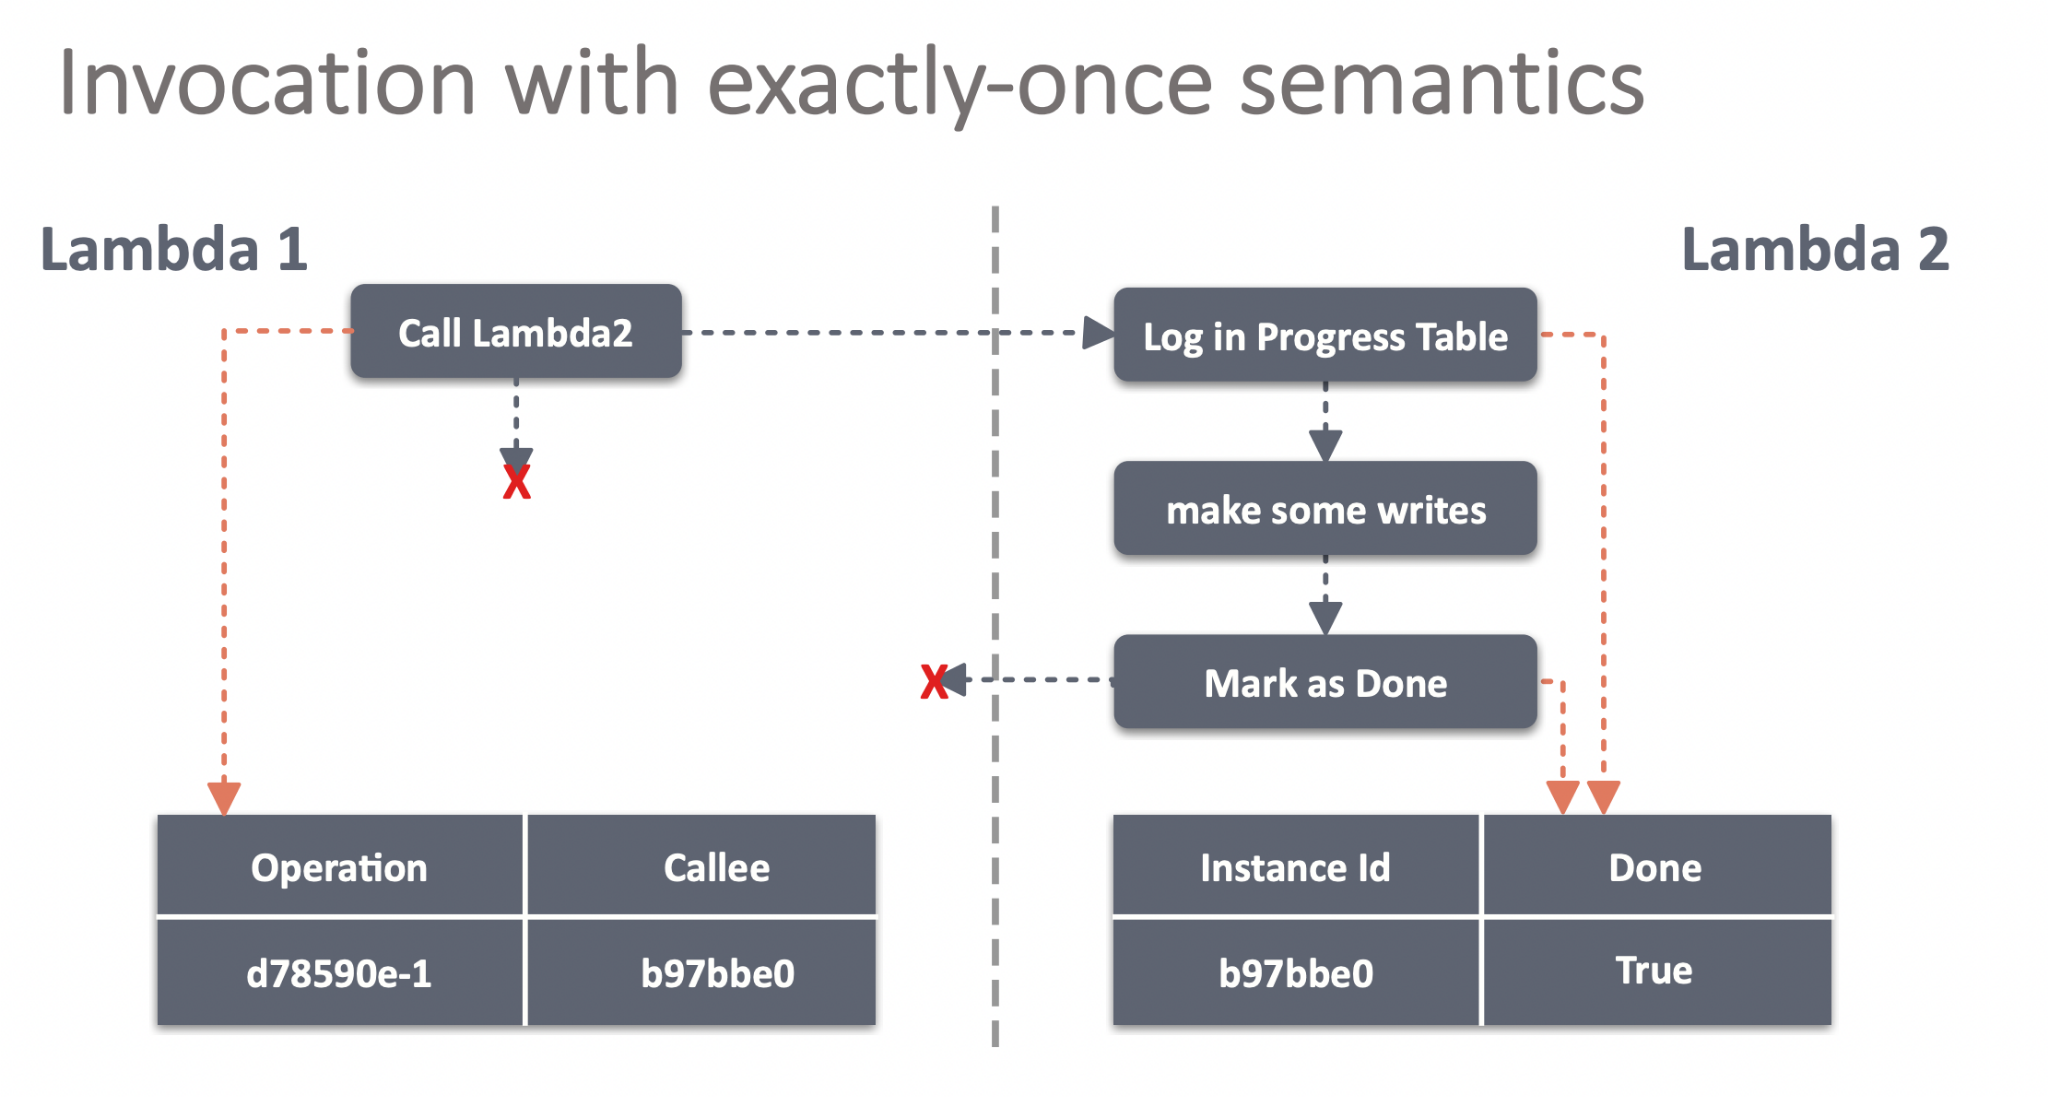 Invocation with exactly-once semantics
Lambda 1
Lambda 2
Call Lambda2
Log in Progress Table
X
make some writes
X
Mark as Done
Operation
Callee
d78590e-1
b97bbe0
Instance Id
Done
b97bbe0
True